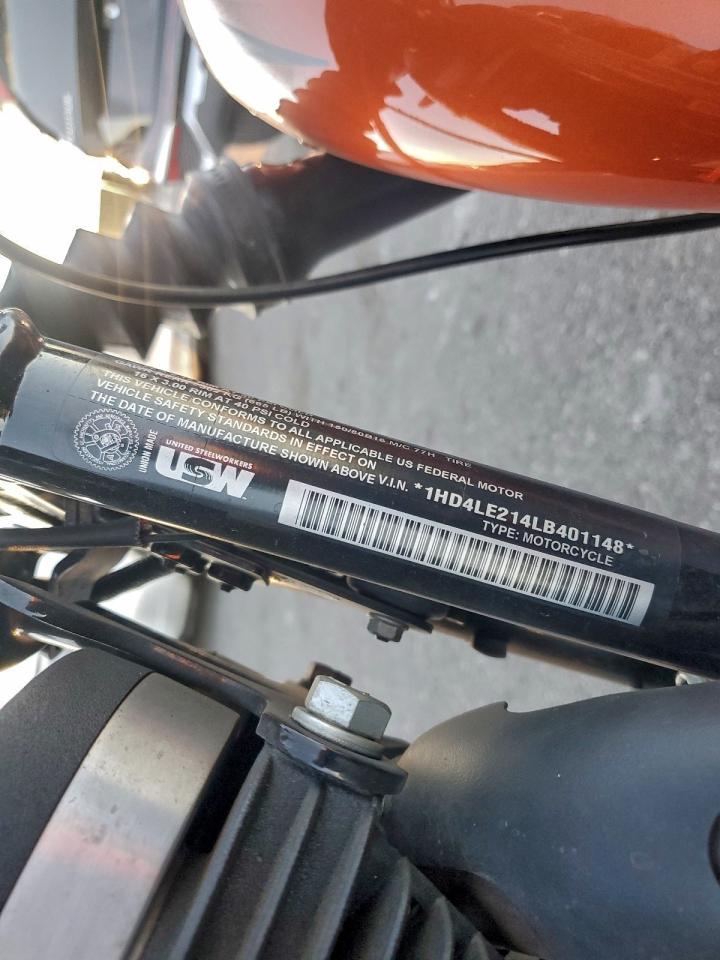 16 X 3.00 RIM AT 40 PSI COLD
THIS VEHICLE CONFORMS TO ALL APPLICABLE US FEDERAL MOTOR
VEHICLE SAFETY STANDARDS IN EFFECT ON
THE DATE OF MANUFACTURE SHOWN ABOVE V.I.N. *1HD4LE214LB401148*
TYPE: MOTORCYCLE
UNION MADE
UNITED STEELWORKERS
USW